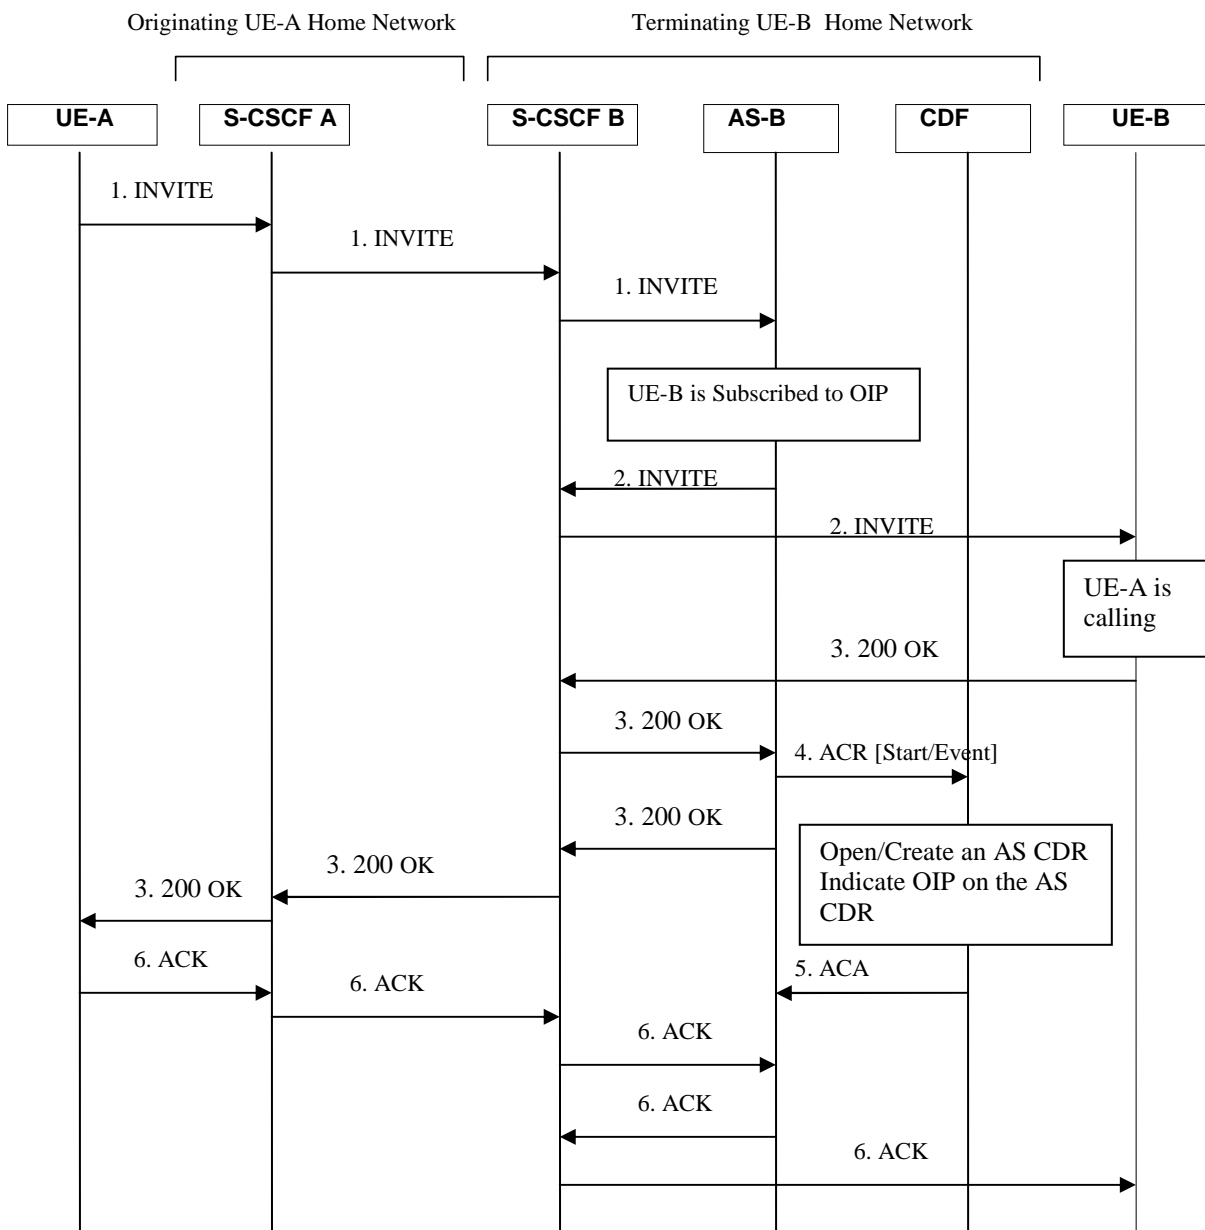 Originating UE-A Home Network
Terminating UE-B Home Network
UE-A
S-CSCF A
S-CSCF B
AS-B
CDF
UE-B
1. INVITE
1. INVITE
1. INVITE
UE-B is Subscribed to OIP
2. INVITE
2. INVITE
UE-A is
calling
3. 200 OK
3. 200 OK
4. ACR [Start/Event]
3. 200 OK
Open/Create an AS CDR
Indicate OIP on the AS
CDR
3. 200 OK
3. 200 OK
6. ACK
5. ACA
6. ACK
6. ACK
6. ACK
6. ACK